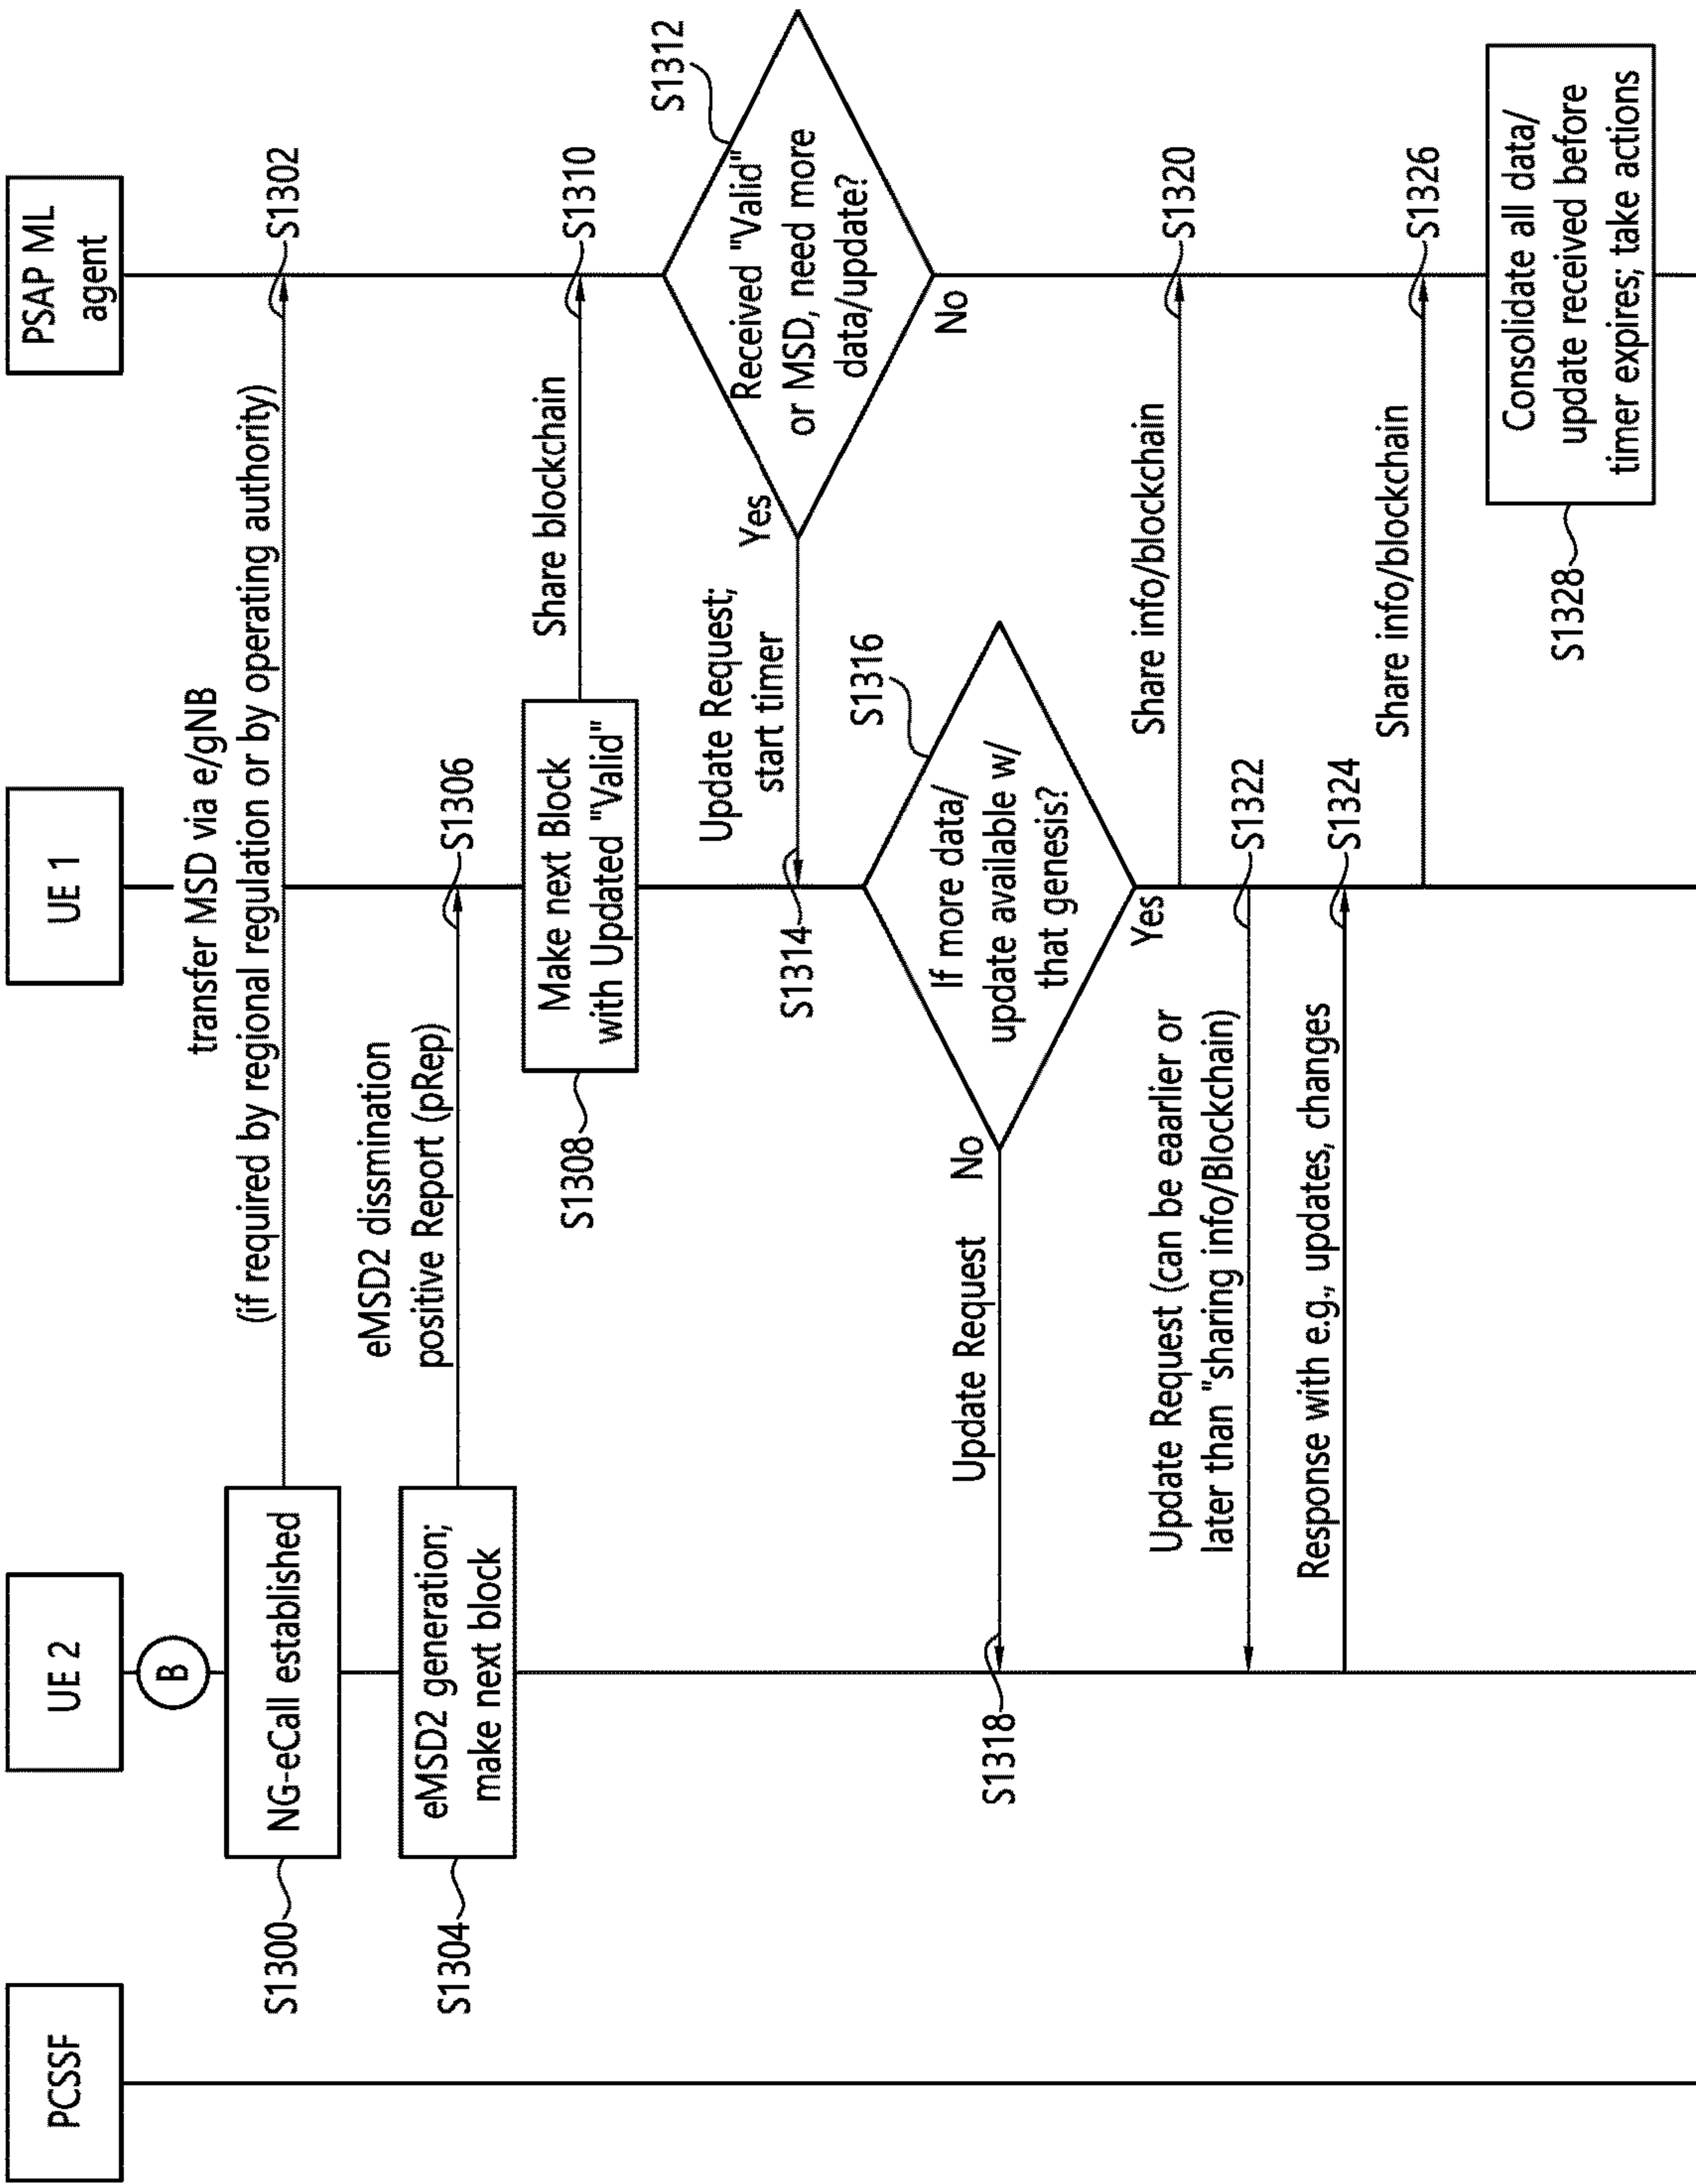 PCSSF
UE 2
UE 1
PSAP ML
agent
B
S1300
NG-eCall established
transfer MSD via e/gNB
(if required by regional regulation or by operating authority)
S1302
S1304
eMSD2 generation;
make next block
eMSD2 dissmination
positive Report (pRep)
S1306
S1308
Make next Block
with Updated "Valid"
Share blockchain
S1310
S1312
Received "Valid"
or MSD, need more
data/update?
Yes
No
Update Request;
start timer
S1314
S1316
If more data/
update available w/
that genesis?
No
Yes
Update Request
S1318
Share info/blockchain
S1320
Update Request (can be earlier or
later than "sharing info/Blockchain)
S1322
Response with e.g., updates, changes
S1324
Share info/blockchain
S1326
S1328
Consolidate all data/
update received before
timer expires; take actions